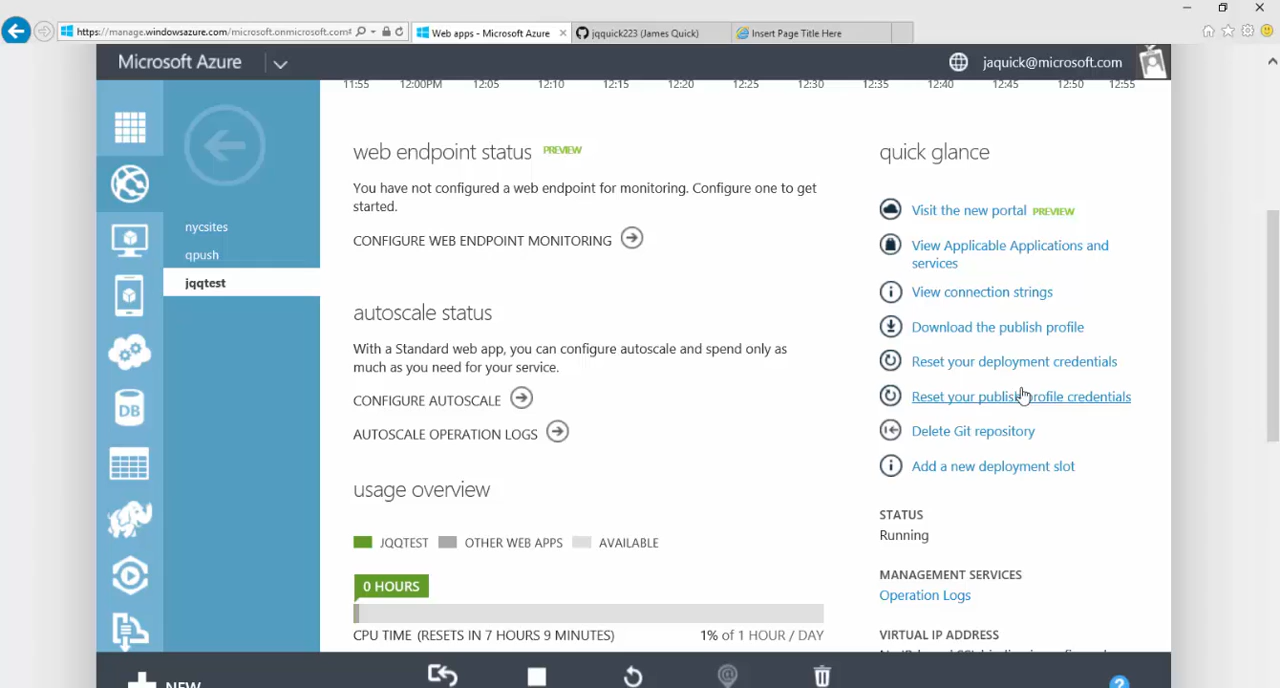 https://manage.windowsazure.com/microsoft.onmicrosoft.com#
Web apps - Microsoft Azure
jqquick223 (James Quick)
Insert Page Title Here
Microsoft Azure
jaquick@microsoft.com
11:55 12:00PM 12:05 12:10 12:15 12:20 12:25 12:30 12:35 12:40 12:45 12:50 12:55
nycsites
qpush
jqqtest
web endpoint status PREVIEW
You have not configured a web endpoint for monitoring. Configure one to get
started.
CONFIGURE WEB ENDPOINT MONITORING
autoscale status
With a Standard web app, you can configure autoscale and spend only as
much as you need for your service.
CONFIGURE AUTOSCALE
AUTOSCALE OPERATION LOGS
usage overview
JQQTEST OTHER WEB APPS AVAILABLE
0 HOURS
CPU TIME (RESETS IN 7 HOURS 9 MINUTES) 1% of 1 HOUR / DAY
quick glance
Visit the new portal PREVIEW
View Applicable Applications and
services
View connection strings
Download the publish profile
Reset your deployment credentials
Reset your publish profile credentials
Delete Git repository
Add a new deployment slot
STATUS
Running
MANAGEMENT SERVICES
Operation Logs
VIRTUAL IP ADDRESS
DB
NEW
?